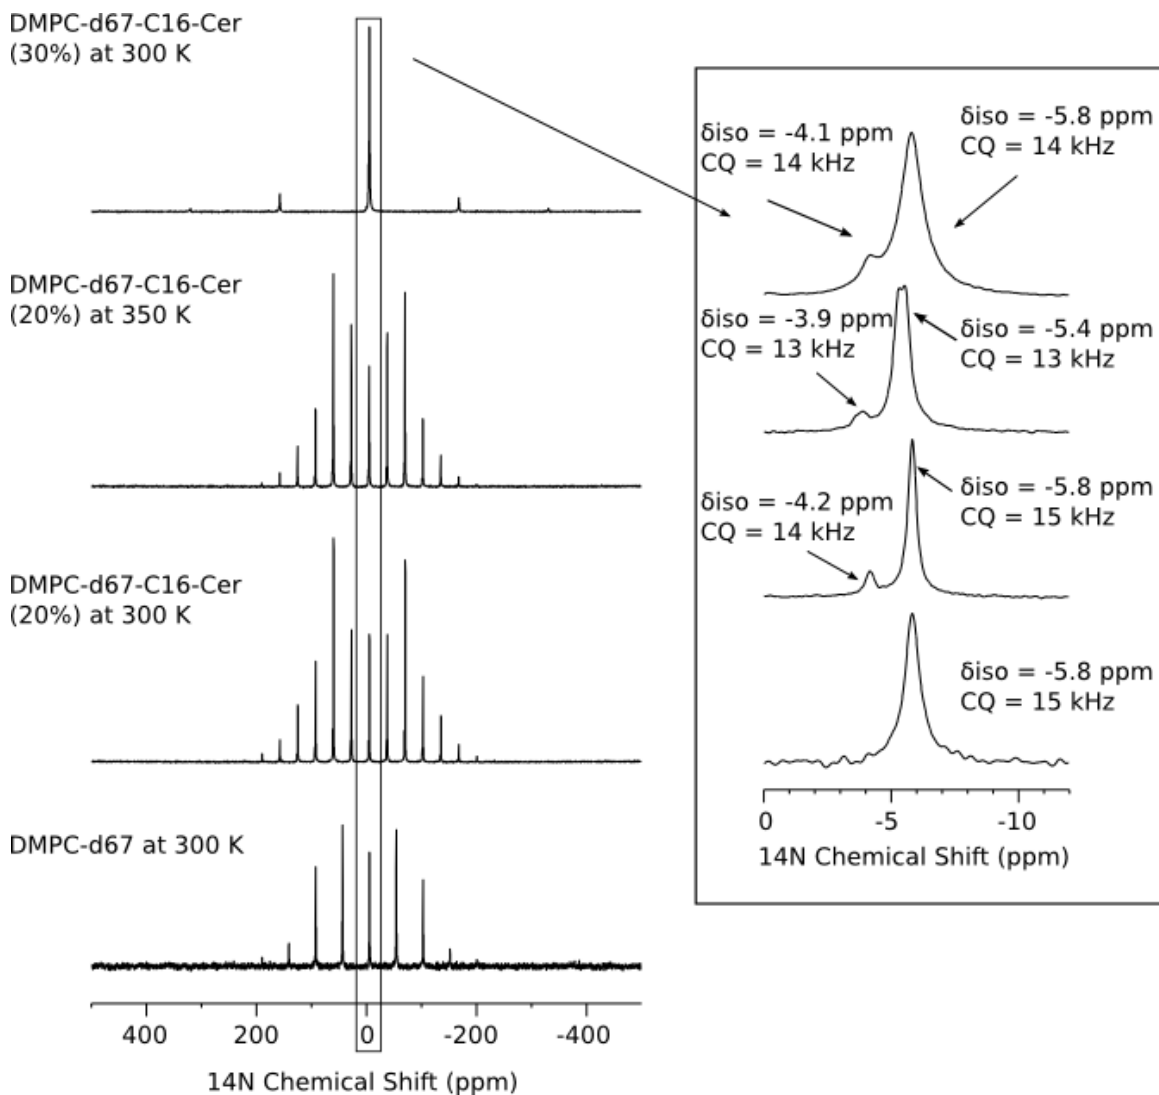 DMPC-d67-C16-Cer
(30%) at 300 K
DMPC-d67-C16-Cer
(20%) at 350 K
DMPC-d67-C16-Cer
(20%) at 300 K
DMPC-d67 at 300 K
400 200 0 -200 -400
14N Chemical Shift (ppm)
δiso = -4.1 ppm
CQ = 14 kHz
δiso = -5.8 ppm
CQ = 14 kHz
δiso = -3.9 ppm
CQ = 13 kHz
δiso = -5.4 ppm
CQ = 13 kHz
δiso = -4.2 ppm
CQ = 14 kHz
δiso = -5.8 ppm
CQ = 15 kHz
δiso = -5.8 ppm
CQ = 15 kHz
0 -5 -10
14N Chemical Shift (ppm)